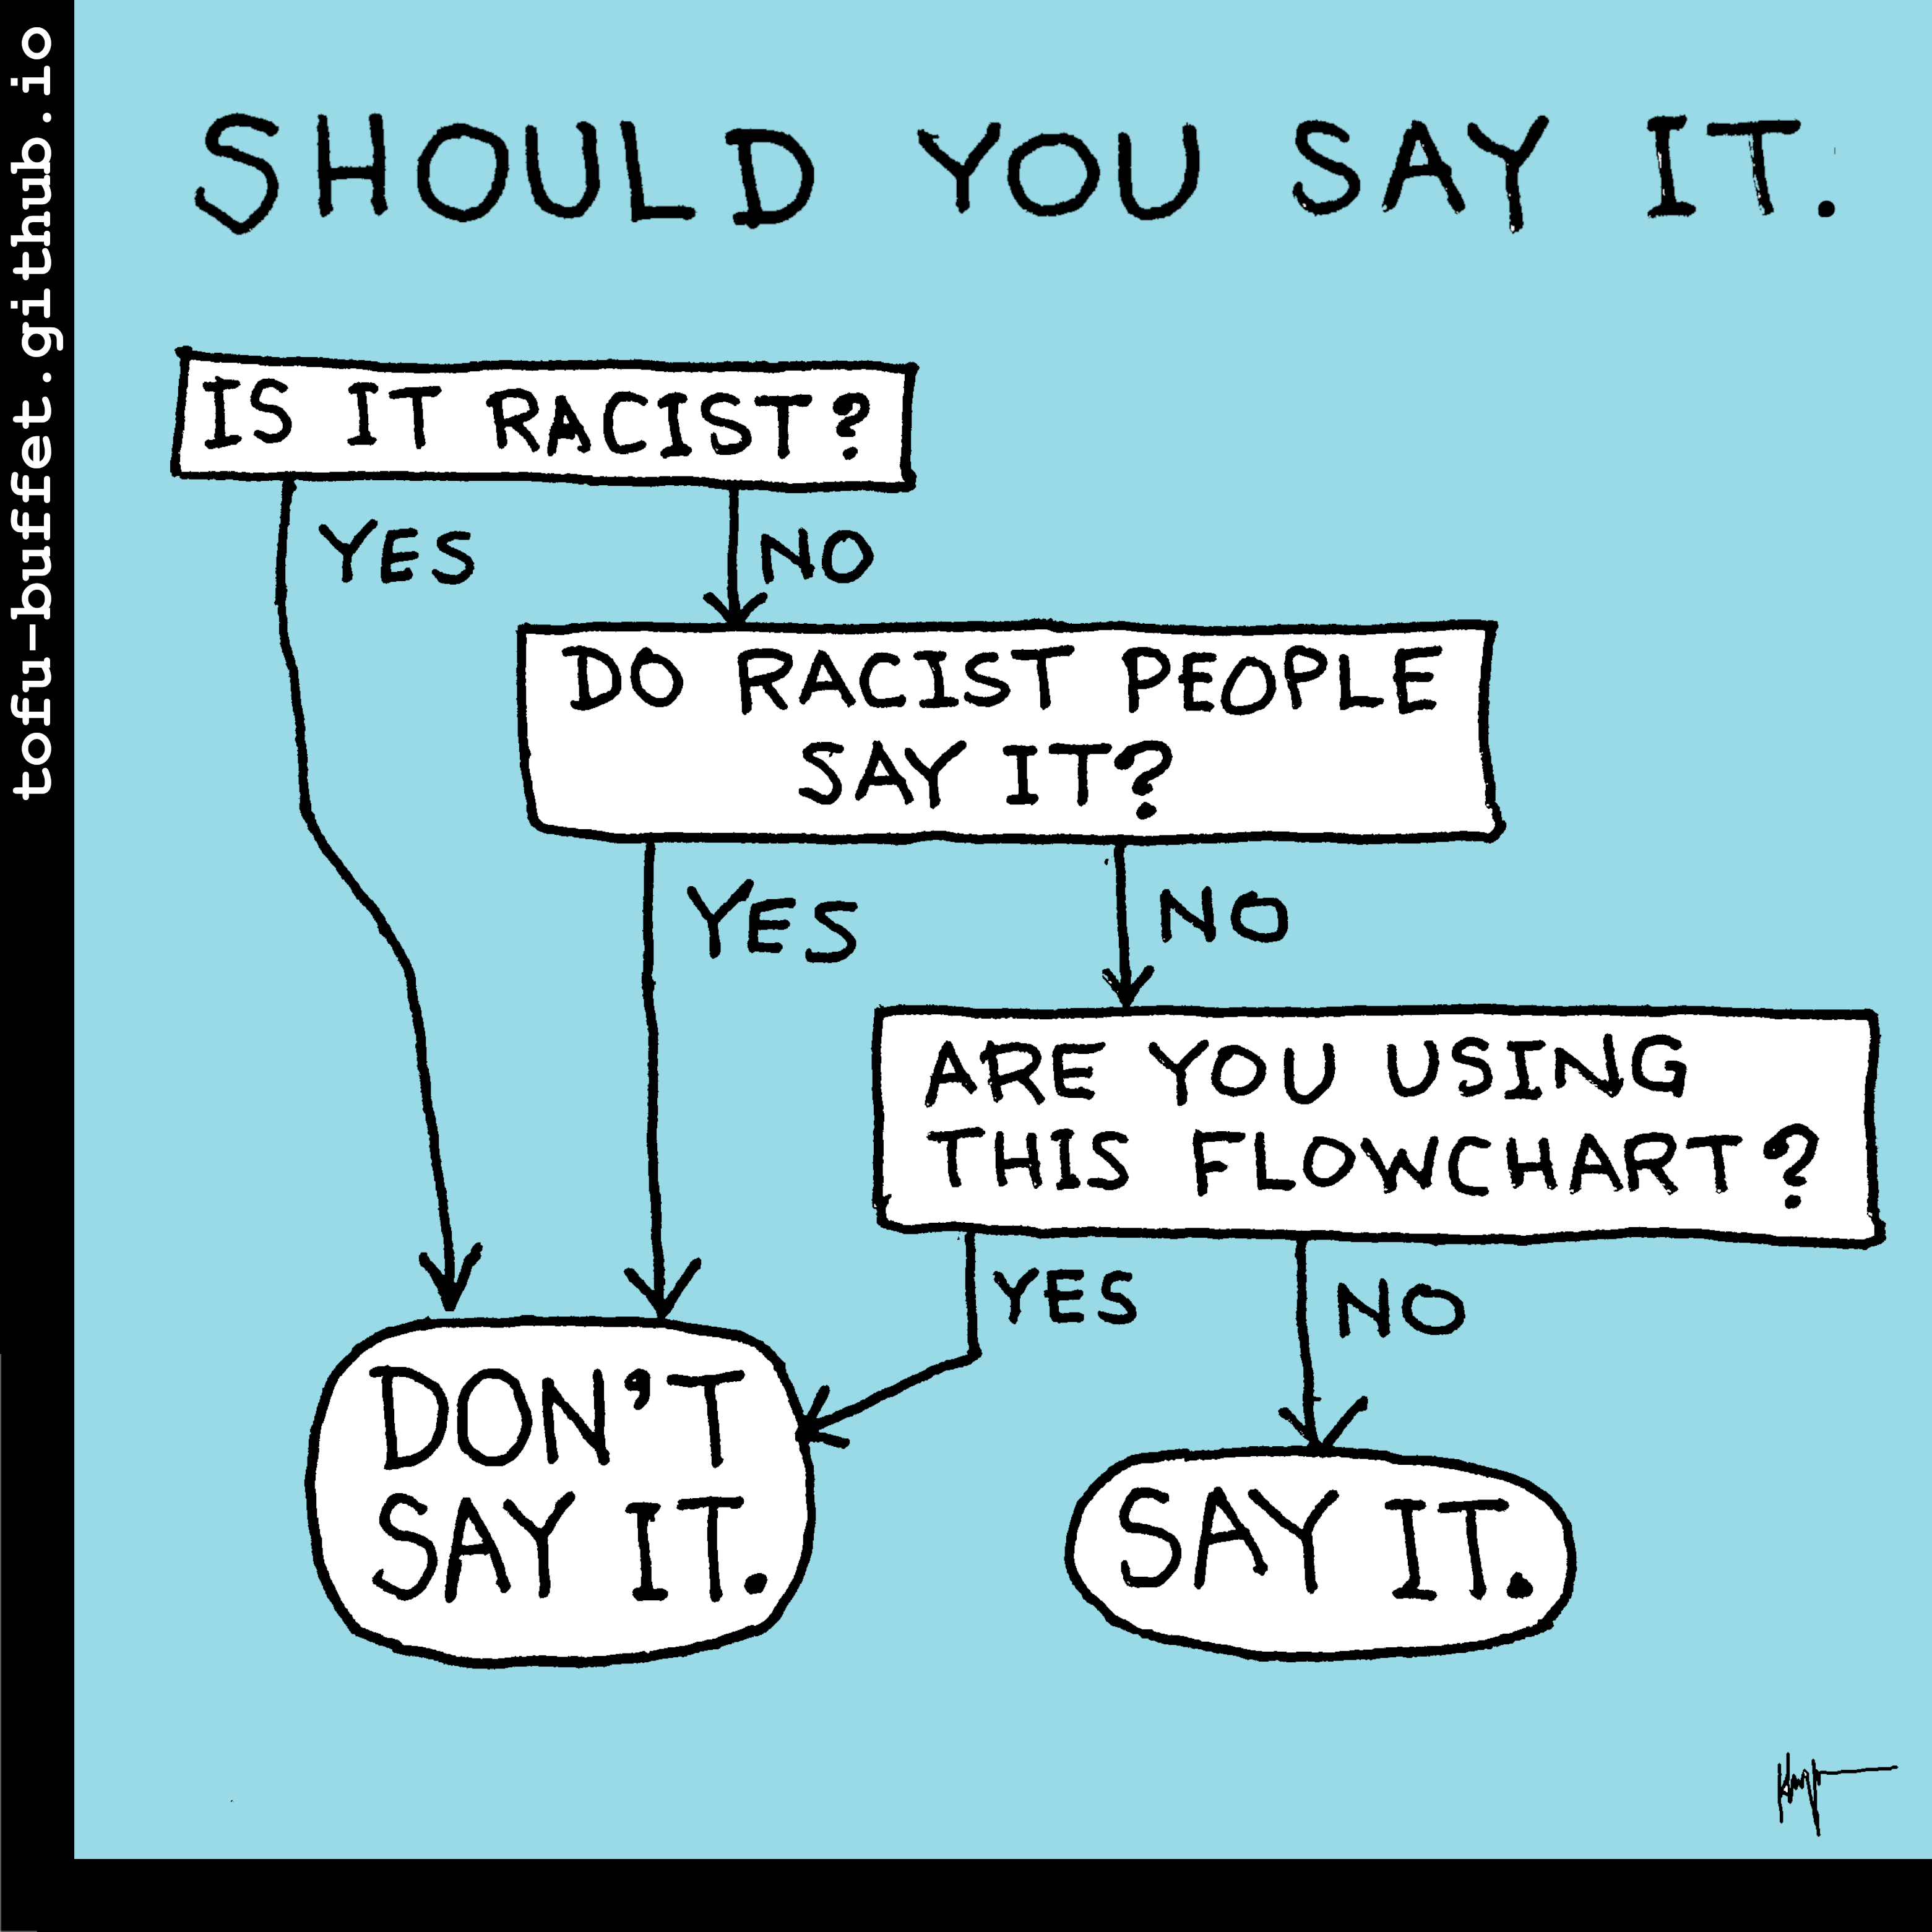 tofu-buffet.github.io
SHOULD YOU SAY IT.
IS IT RACIST?
YES
NO
DO RACIST PEOPLE
SAY IT?
YES
NO
ARE YOU USING
THIS FLOWCHART?
YES
NO
DON'T
SAY IT.
SAY IT.